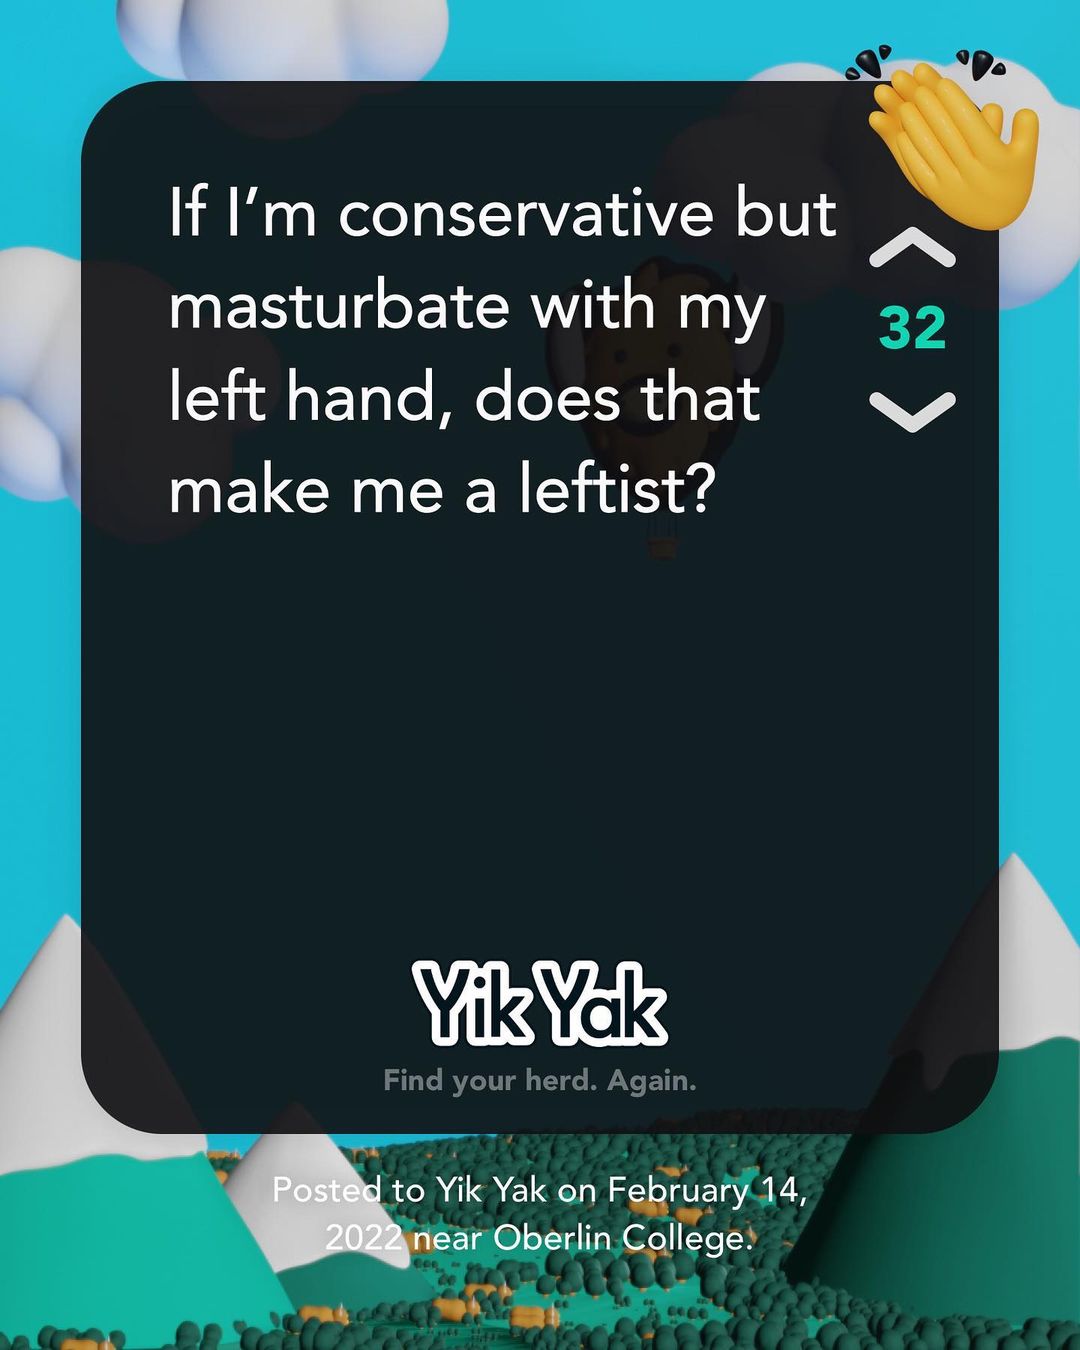 If I’m conservative but
masturbate with my
left hand, does that
make me a leftist?
32
Yik Yak
Find your herd. Again.
Posted to Yik Yak on February 14,
2022 near Oberlin College.